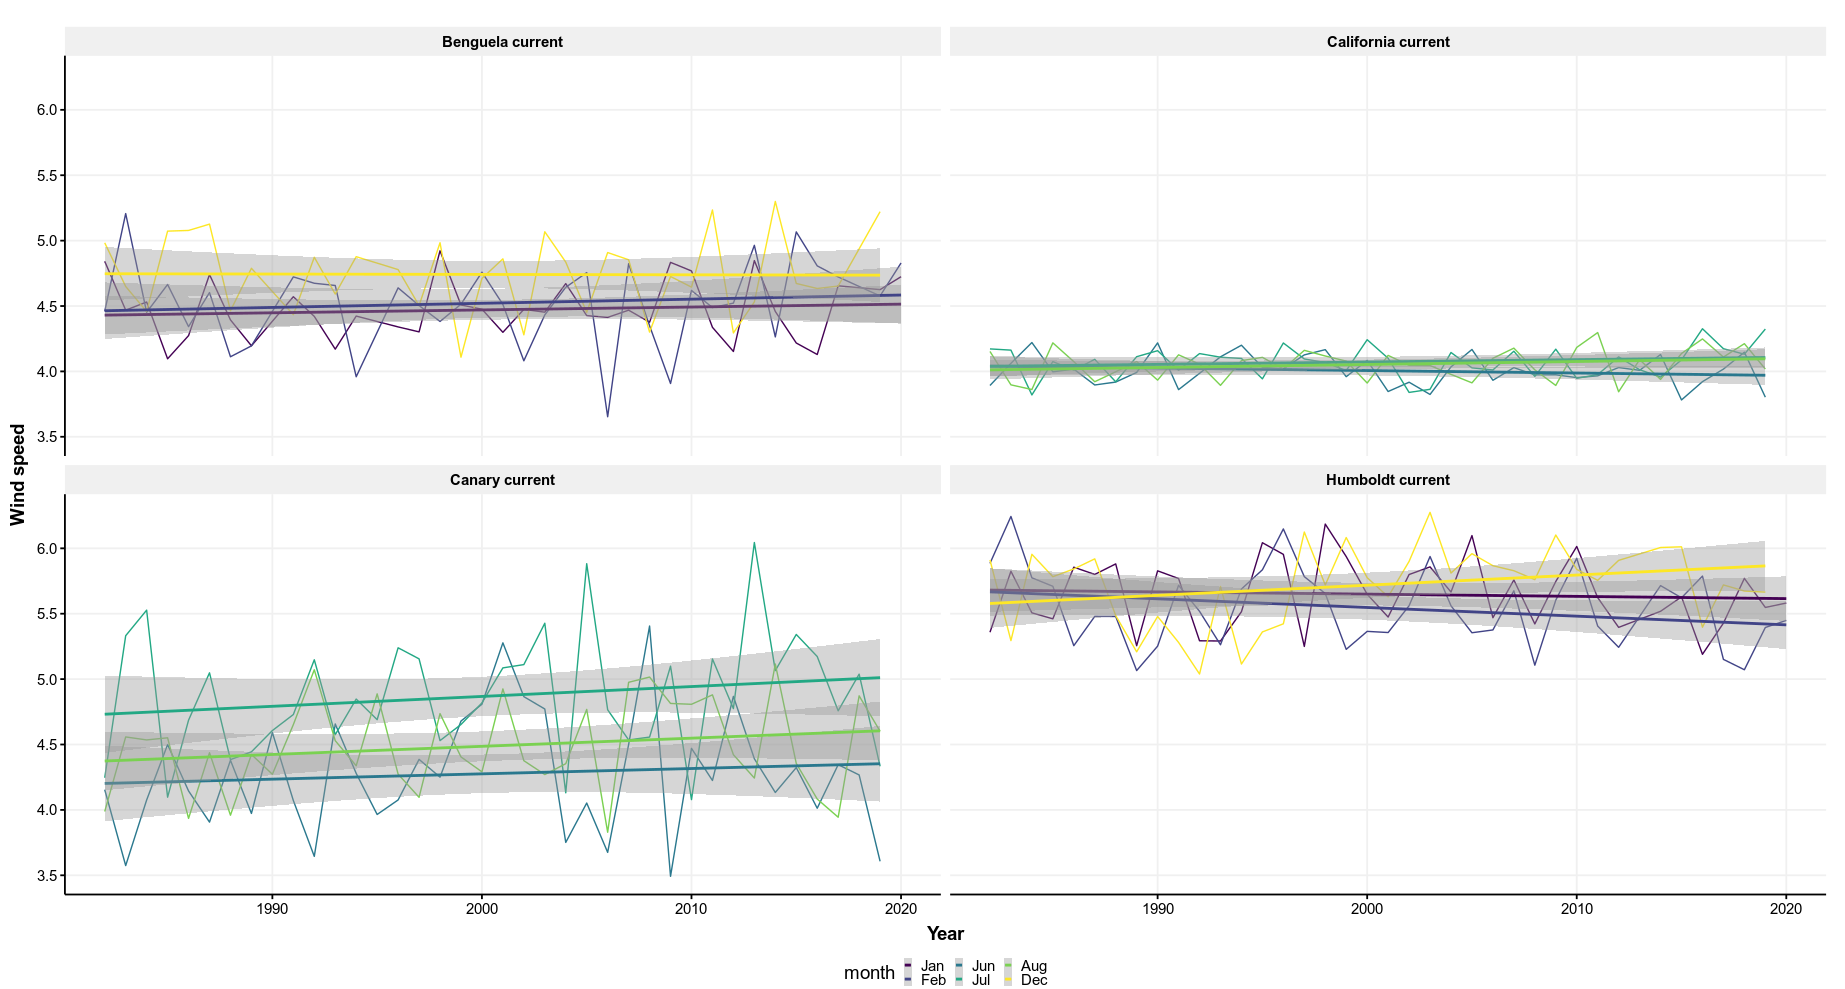 Benguela current
California current
6.0
5.5
5.0
4.5
4.0
3.5
Canary current
Humboldt current
6.0
5.5
5.0
4.5
4.0
3.5
Wind speed
1990 2000 2010 2020
1990 2000 2010 2020
Year
month
Jan Jun Aug
Feb Jul Dec